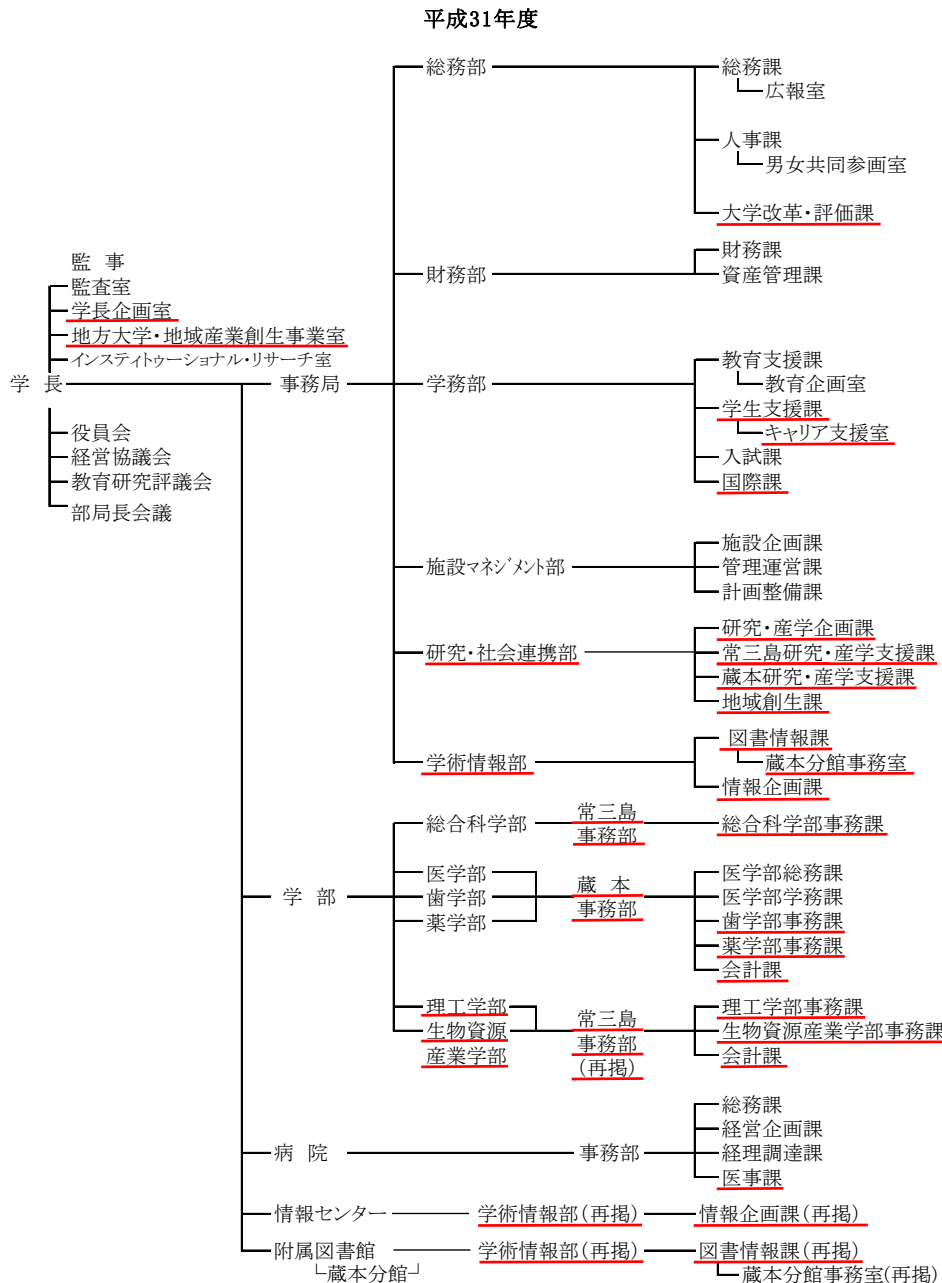 平成31年度
総務部
総務課
広報室
人事課
男女共同参画室
大学改革・評価課
監 事
監査室
学長企画室
地方大学・地域産業創生事業室
インスティトゥーショナル・リサーチ室
学 長
役員会
経営協議会
教育研究評議会
部局長会議
事務局
財務部
財務課
資産管理課
学務部
教育支援課
教育企画室
学生支援課
キャリア支援室
入試課
国際課
施設マネジメント部
施設企画課
管理運営課
計画整備課
研究・社会連携部
研究・産学企画課
常三島研究・産学支援課
蔵本研究・産学支援課
地域創生課
学術情報部
図書情報課
蔵本分館事務室
情報企画課
学 部
総合科学部
常三島
事務部
総合科学部事務課
医学部
歯学部
薬学部
蔵 本
事務部
医学部総務課
医学部学務課
歯学部事務課
薬学部事務課
会計課
理工学部
生物資源
産業学部
常三島
事務部
(再掲)
理工学部事務課
生物資源産業学部事務課
会計課
病 院
事務部
総務課
経営企画課
経理調達課
医事課
情報センター
学術情報部(再掲)
情報企画課(再掲)
附属図書館
└蔵本分館┘
学術情報部(再掲)
図書情報課(再掲)
蔵本分館事務室(再掲)